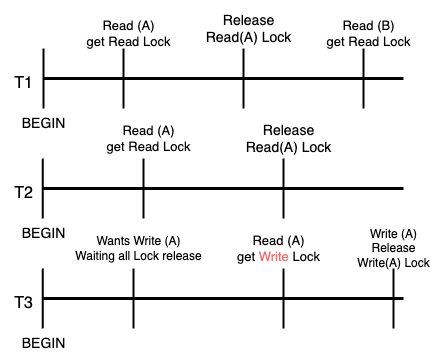 Read (A)
get Read Lock
Release
Read(A) Lock
Read (B)
get Read Lock
T1
BEGIN
Read (A)
get Read Lock
Release
Read(A) Lock
T2
BEGIN
Wants Write (A)
Waiting all Lock release
Read (A)
get Write Lock
Write (A)
Release
Write(A) Lock
T3
BEGIN